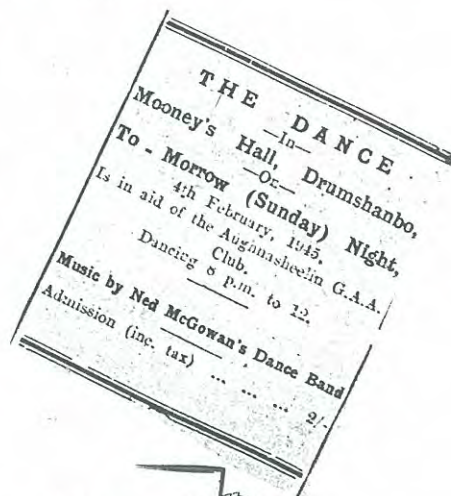 THE DANCE
—In—
Mooney's Hall, Drumshanbo,
—On—
To - Morrow (Sunday) Night,
4th February, 1945.
Is in aid of the Aughnasheelin G.A.A.
Club.
Dancing 8 p.m. to 12.
Music by Ned McGowan's Dance Band
Admission (inc. tax) ... ... ... 2/-